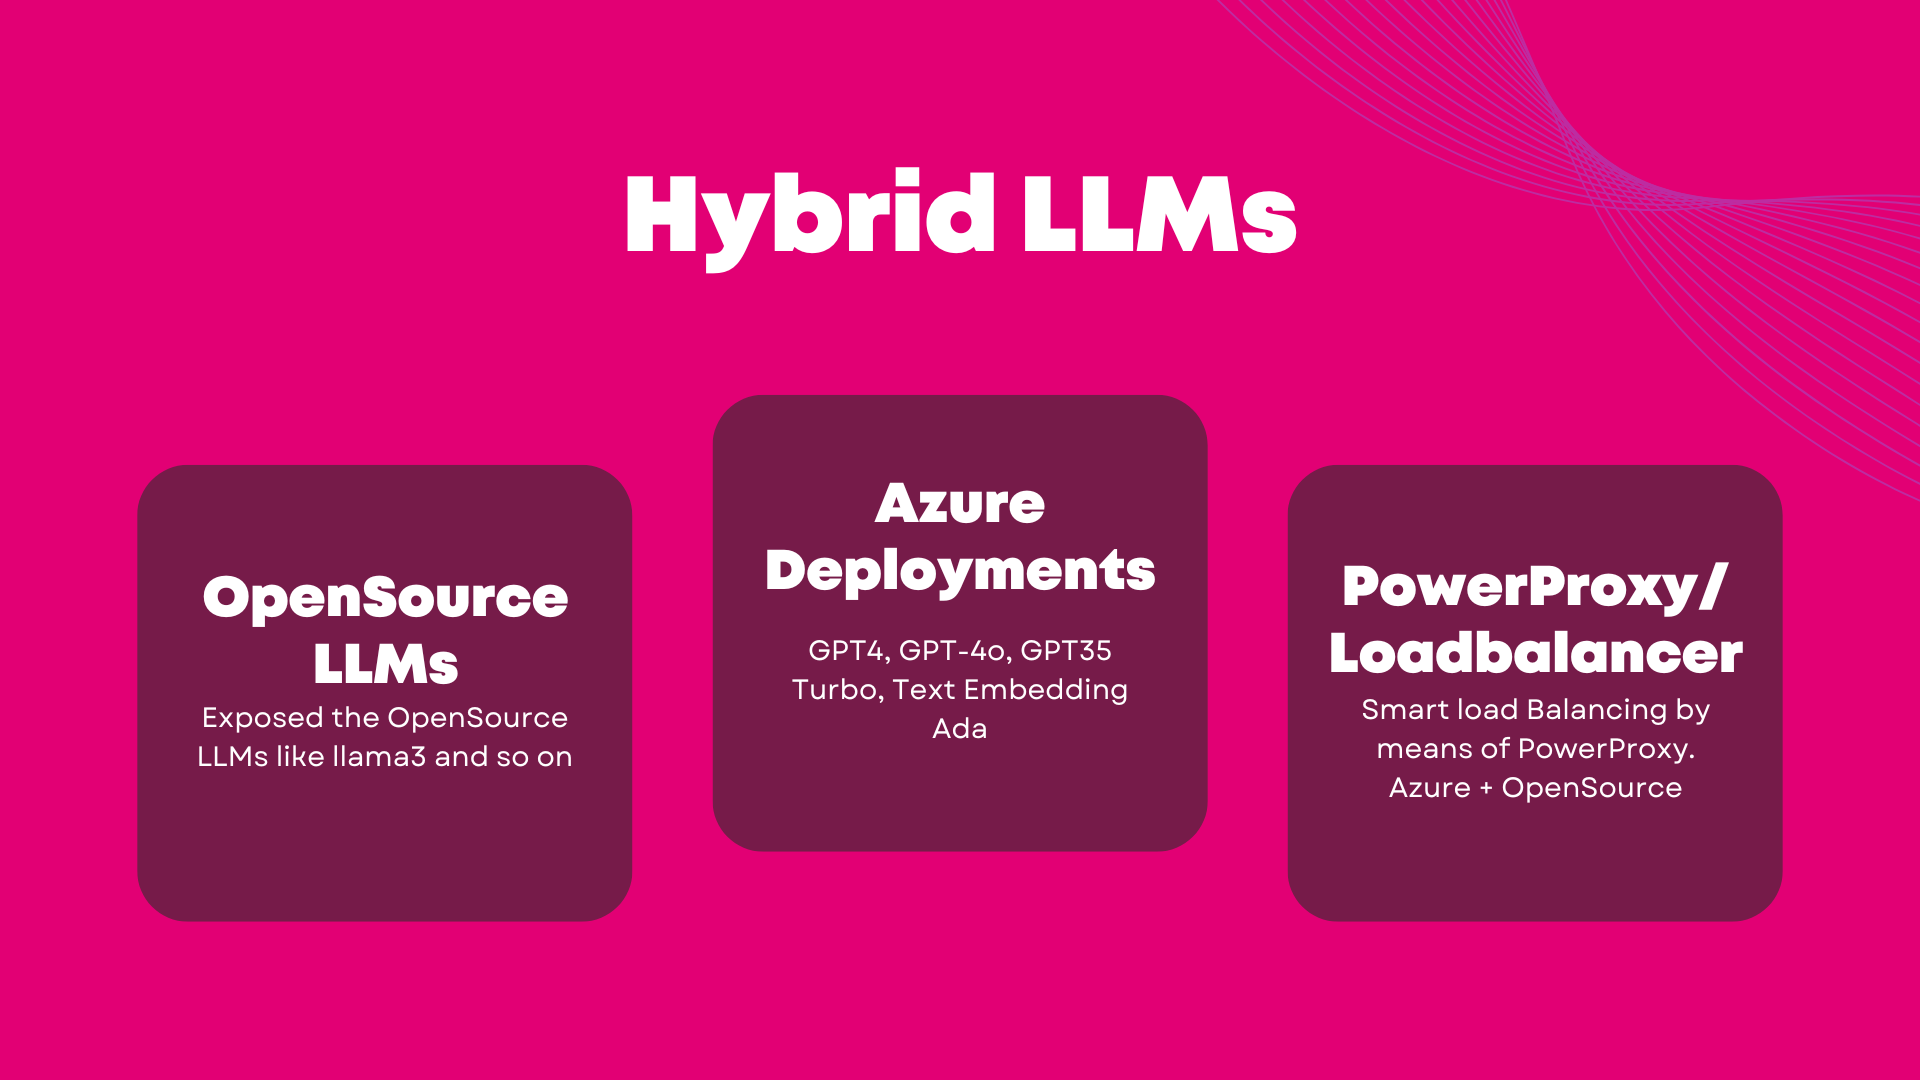 Hybrid LLMs
OpenSource
LLMs
Exposed the OpenSource
LLMs like llama3 and so on
Azure
Deployments
GPT4, GPT-4o, GPT35
Turbo, Text Embedding
Ada
PowerProxy/
Loadbalancer
Smart load Balancing by
means of PowerProxy.
Azure + OpenSource